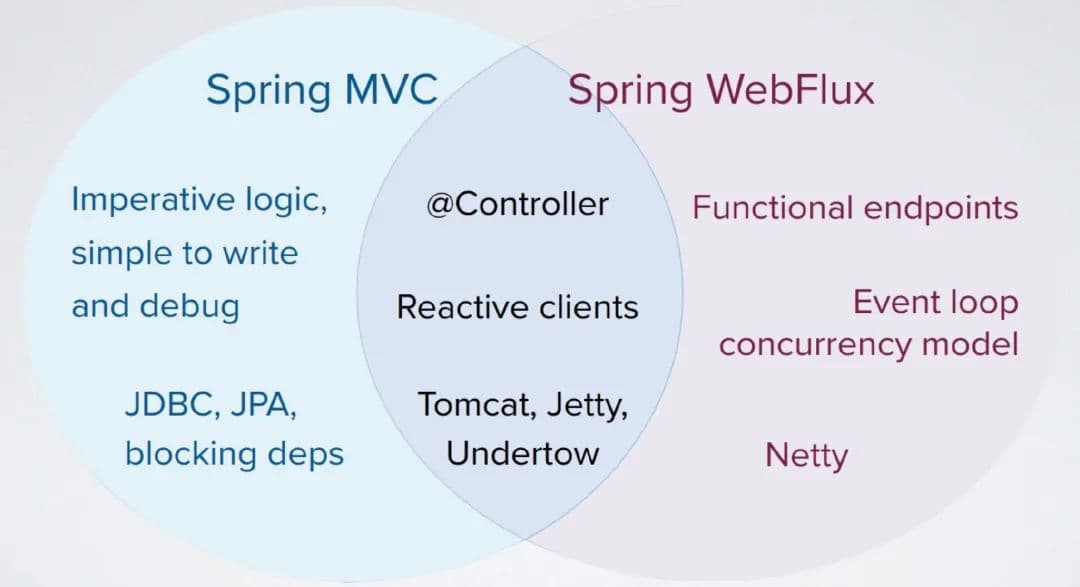 Spring MVC
Spring WebFlux
Imperative logic,
simple to write
and debug
JDBC, JPA,
blocking deps
@Controller
Reactive clients
Tomcat, Jetty,
Undertow
Functional endpoints
Event loop
concurrency model
Netty